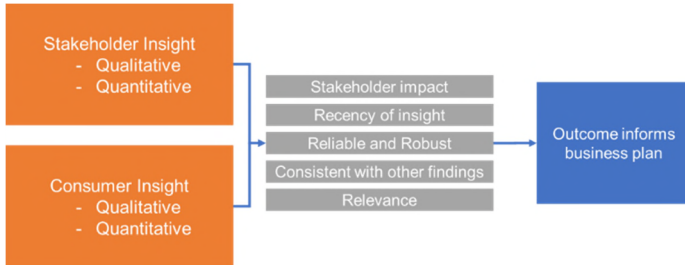 Stakeholder Insight
- Qualitative
- Quantitative
Consumer Insight
- Qualitative
- Quantitative
Stakeholder impact
Recency of insight
Reliable and Robust
Consistent with other findings
Relevance
Outcome informs
business plan